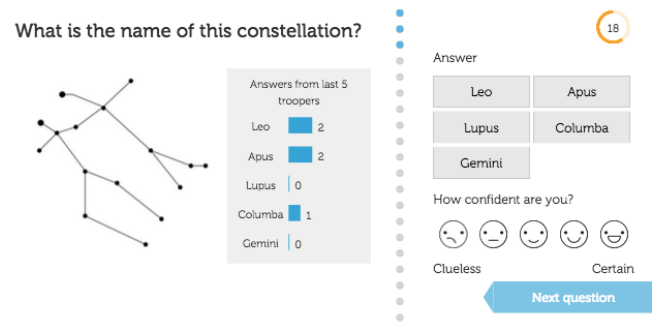 What is the name of this constellation?
Answers from last 5
troopers
Leo 2
Apus 2
Lupus 0
Columba 1
Gemini 0
18
Answer
Leo Apus
Lupus Columba
Gemini
How confident are you?
Clueless Certain
Next question